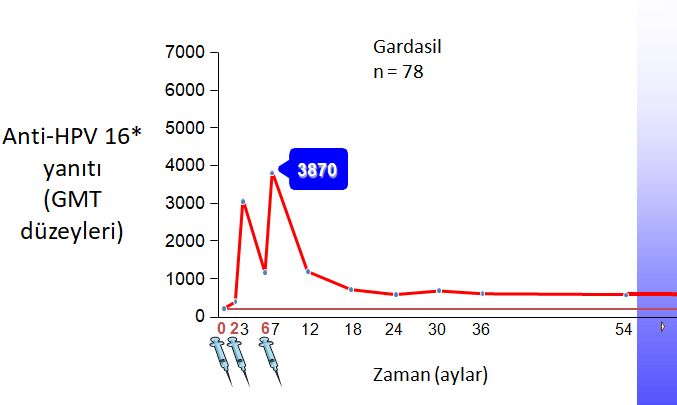 Gardasil
n = 78
Anti-HPV 16*
yanıtı
(GMT
düzeyleri)
7000
6000
5000
4000
3000
2000
1000
0
3870
0 2 3 6 7 12 18 24 30 36 54
Zaman (aylar)